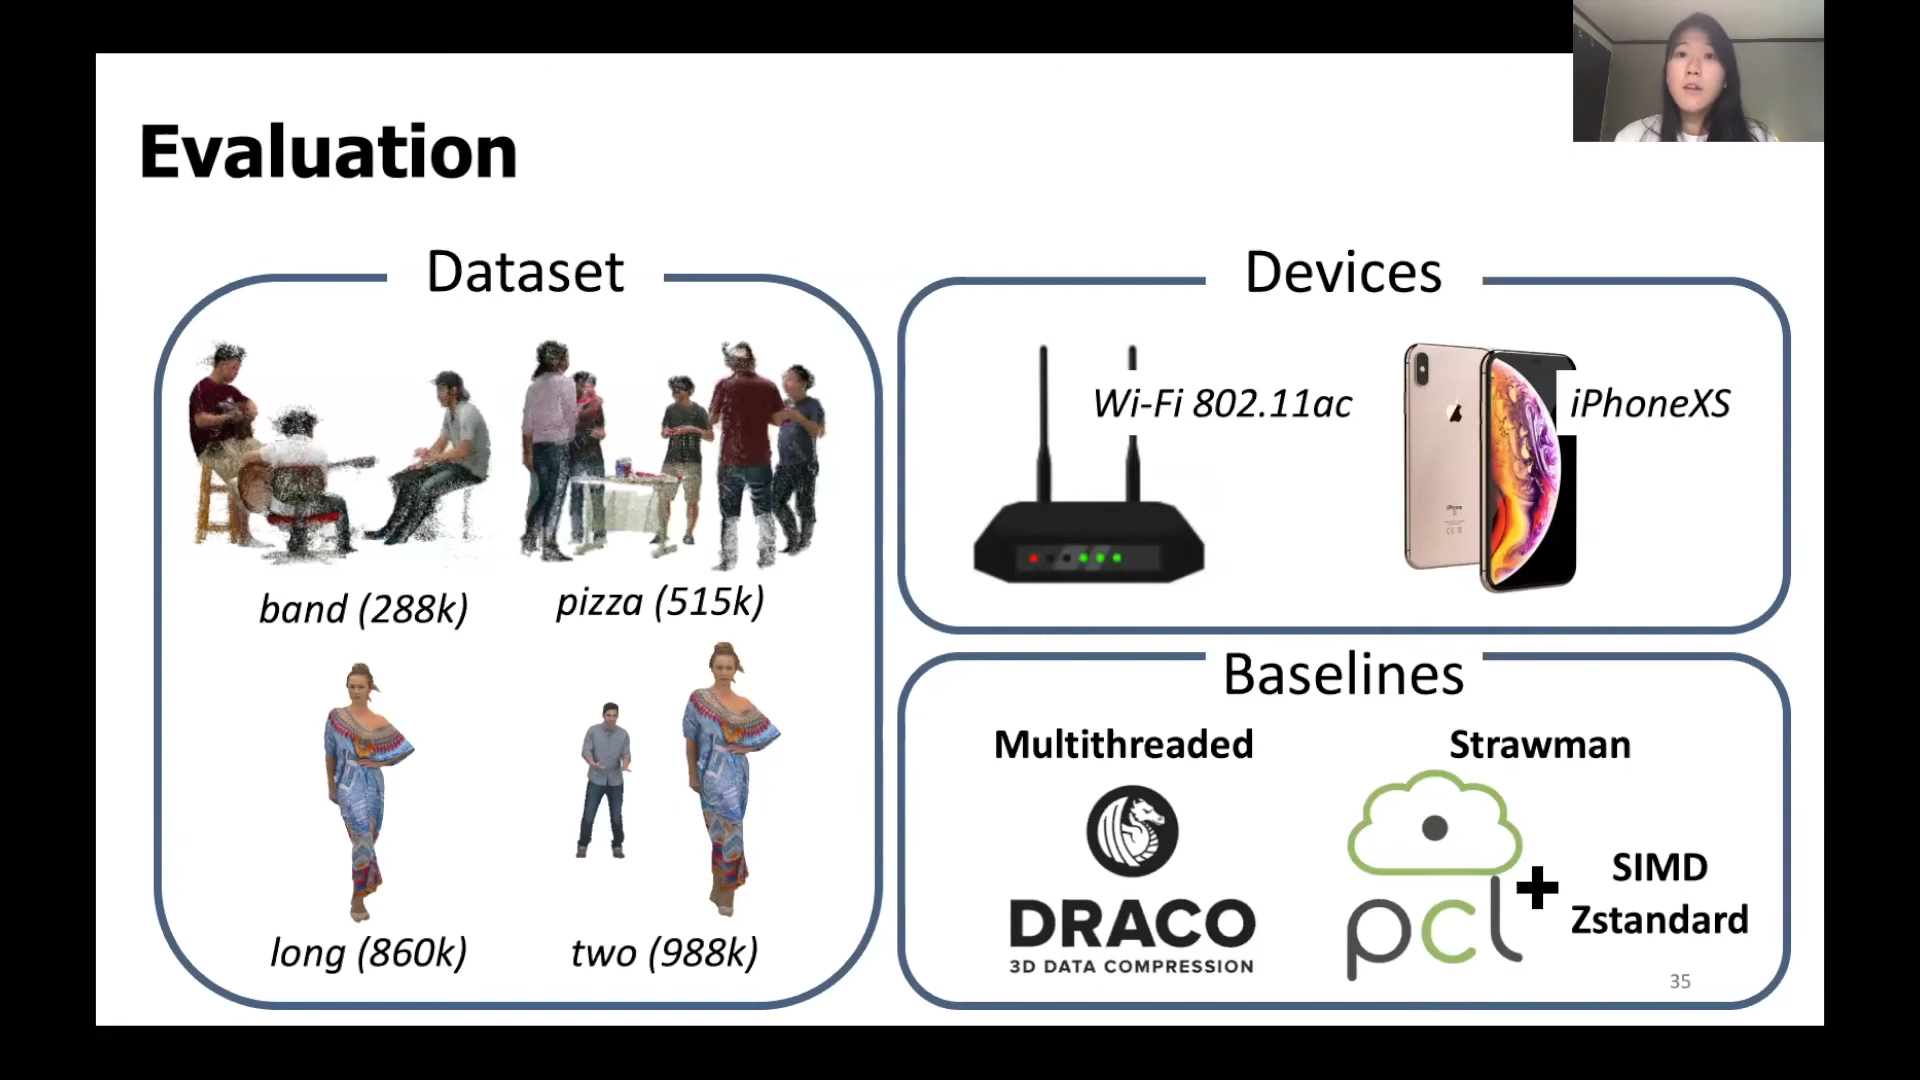 Evaluation
Dataset
band (288k)
pizza (515k)
long (860k)
two (988k)
Devices
Wi-Fi 802.11ac
iPhoneXS
Baselines
Multithreaded
DRACO
3D DATA COMPRESSION
Strawman
pcl
+
SIMD
Zstandard
35